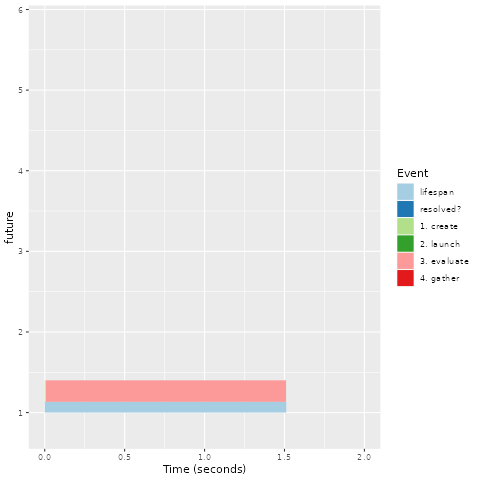 6
5
4
3
2
1
future
0.0 0.5 1.0 1.5 2.0
Time (seconds)
Event
lifespan
resolved?
1. create
2. launch
3. evaluate
4. gather